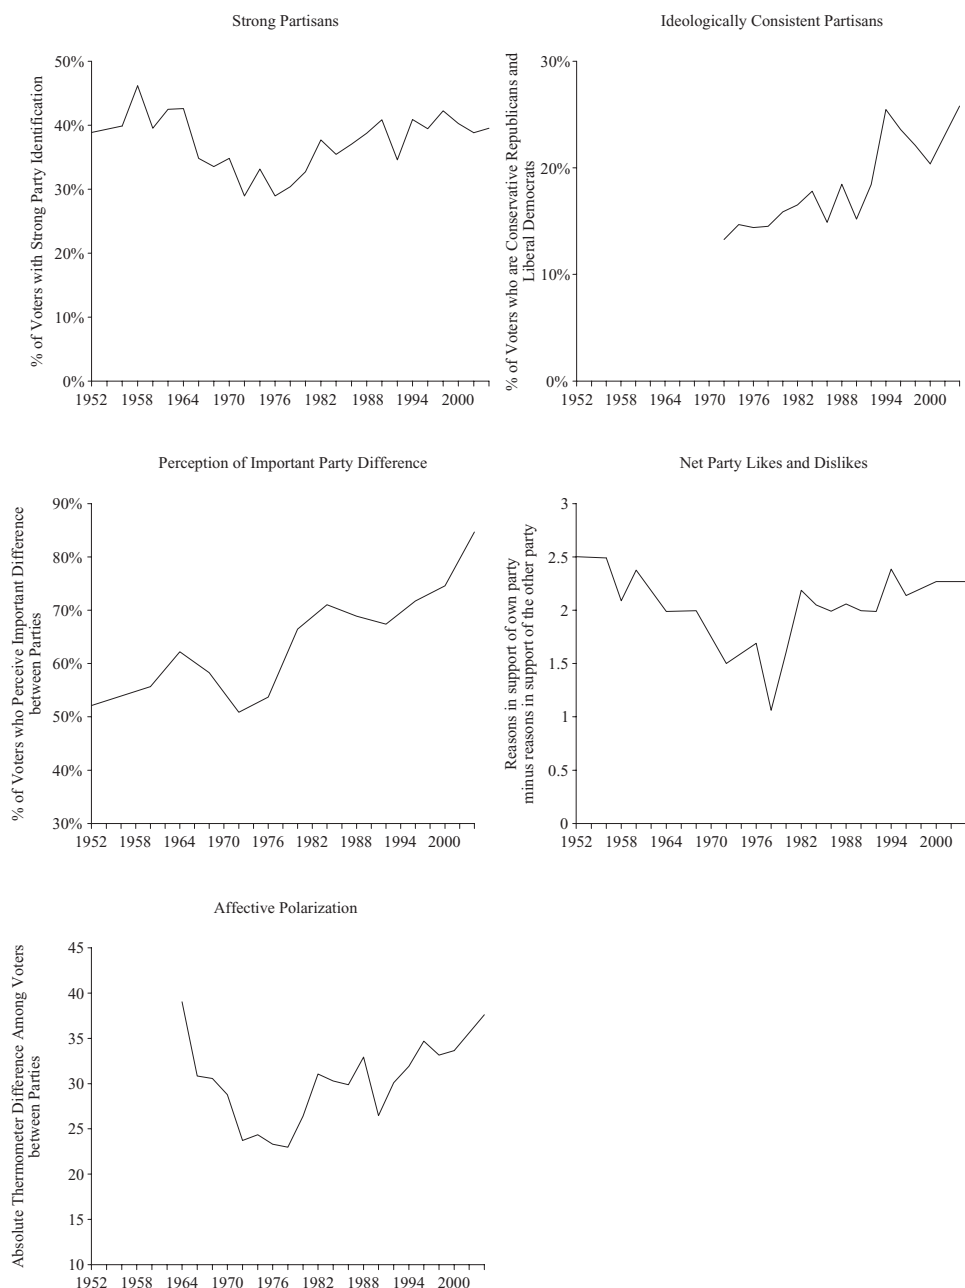 Strong Partisans
% of Voters with Strong Party Identification
50%
40%
30%
20%
10%
0%
1952 1958 1964 1970 1976 1982 1988 1994 2000
Ideologically Consistent Partisans
% of Voters who are Conservative Republicans and
Liberal Democrats
30%
20%
10%
0%
1952 1958 1964 1970 1976 1982 1988 1994 2000
Perception of Important Party Difference
% of Voters who Perceive Important Difference
between Parties
90%
80%
70%
60%
50%
40%
30%
1952 1958 1964 1970 1976 1982 1988 1994 2000
Net Party Likes and Dislikes
Reasons in support of own party
minus reasons in support of the other party
3
2.5
2
1.5
1
0.5
0
1952 1958 1964 1970 1976 1982 1988 1994 2000
Affective Polarization
Absolute Thermometer Difference Among Voters
between Parties
45
40
35
30
25
20
15
10
1952 1958 1964 1970 1976 1982 1988 1994 2000